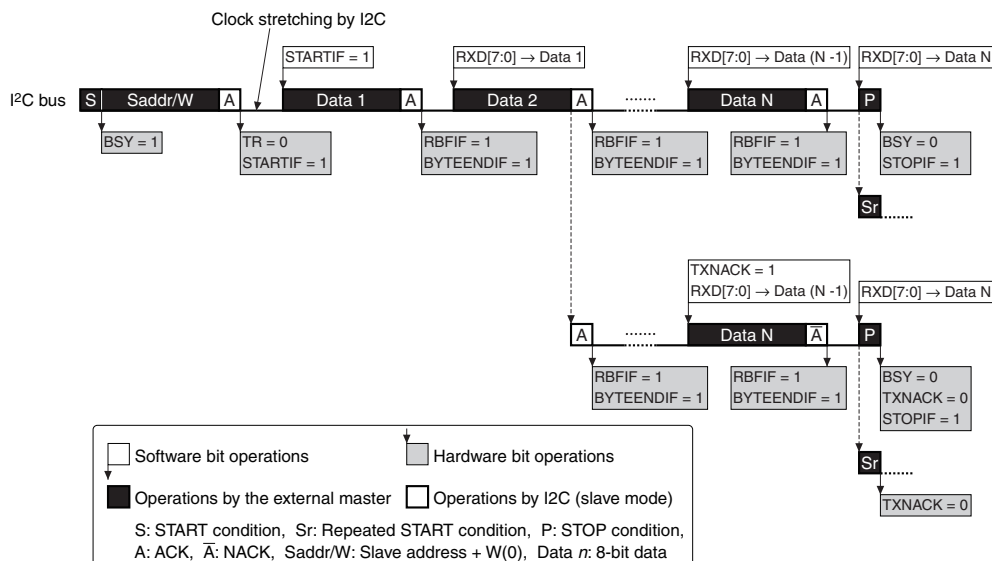 Clock stretching by I2C
STARTIF = 1
RXD[7:0] → Data 1
RXD[7:0] → Data (N -1)
RXD[7:0] → Data N
I²C bus
S Saddr/W A Data 1 A Data 2 A ........ Data N A P
BSY = 1
TR = 0
STARTIF = 1
RBFIF = 1
BYTEENDIF = 1
RBFIF = 1
BYTEENDIF = 1
RBFIF = 1
BYTEENDIF = 1
BSY = 0
STOPIF = 1
Sr ........
TXNACK = 1
RXD[7:0] → Data (N -1)
RXD[7:0] → Data N
A ........ Data N A̅ P
RBFIF = 1
BYTEENDIF = 1
RBFIF = 1
BYTEENDIF = 1
BSY = 0
TXNACK = 0
STOPIF = 1
Sr ........
TXNACK = 0
Software bit operations
Hardware bit operations
Operations by the external master
Operations by I2C (slave mode)
S: START condition, Sr: Repeated START condition, P: STOP condition,
A: ACK, A̅: NACK, Saddr/W: Slave address + W(0), Data n: 8-bit data